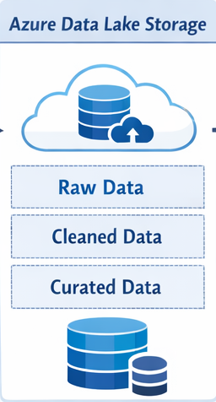 Azure Data Lake Storage
Raw Data
Cleaned Data
Curated Data